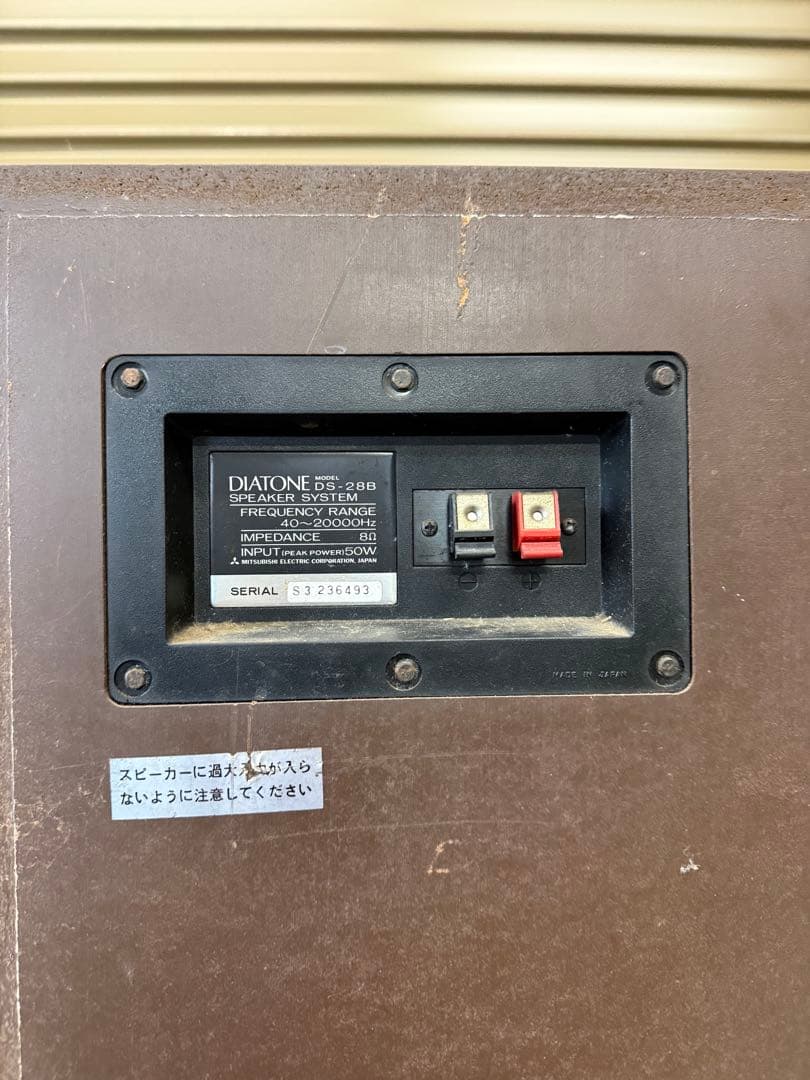 DIATONE MODEL DS-28B
SPEAKER SYSTEM
FREQUENCY RANGE
40~20000Hz
IMPEDANCE 8Ω
INPUT (PEAK POWER) 50W
MITSUBISHI ELECTRIC CORPORATION, JAPAN
SERIAL S3 236493
⊖ ⊕
MADE IN JAPAN
スピーカーに過大入力が入ら
ないように注意してください